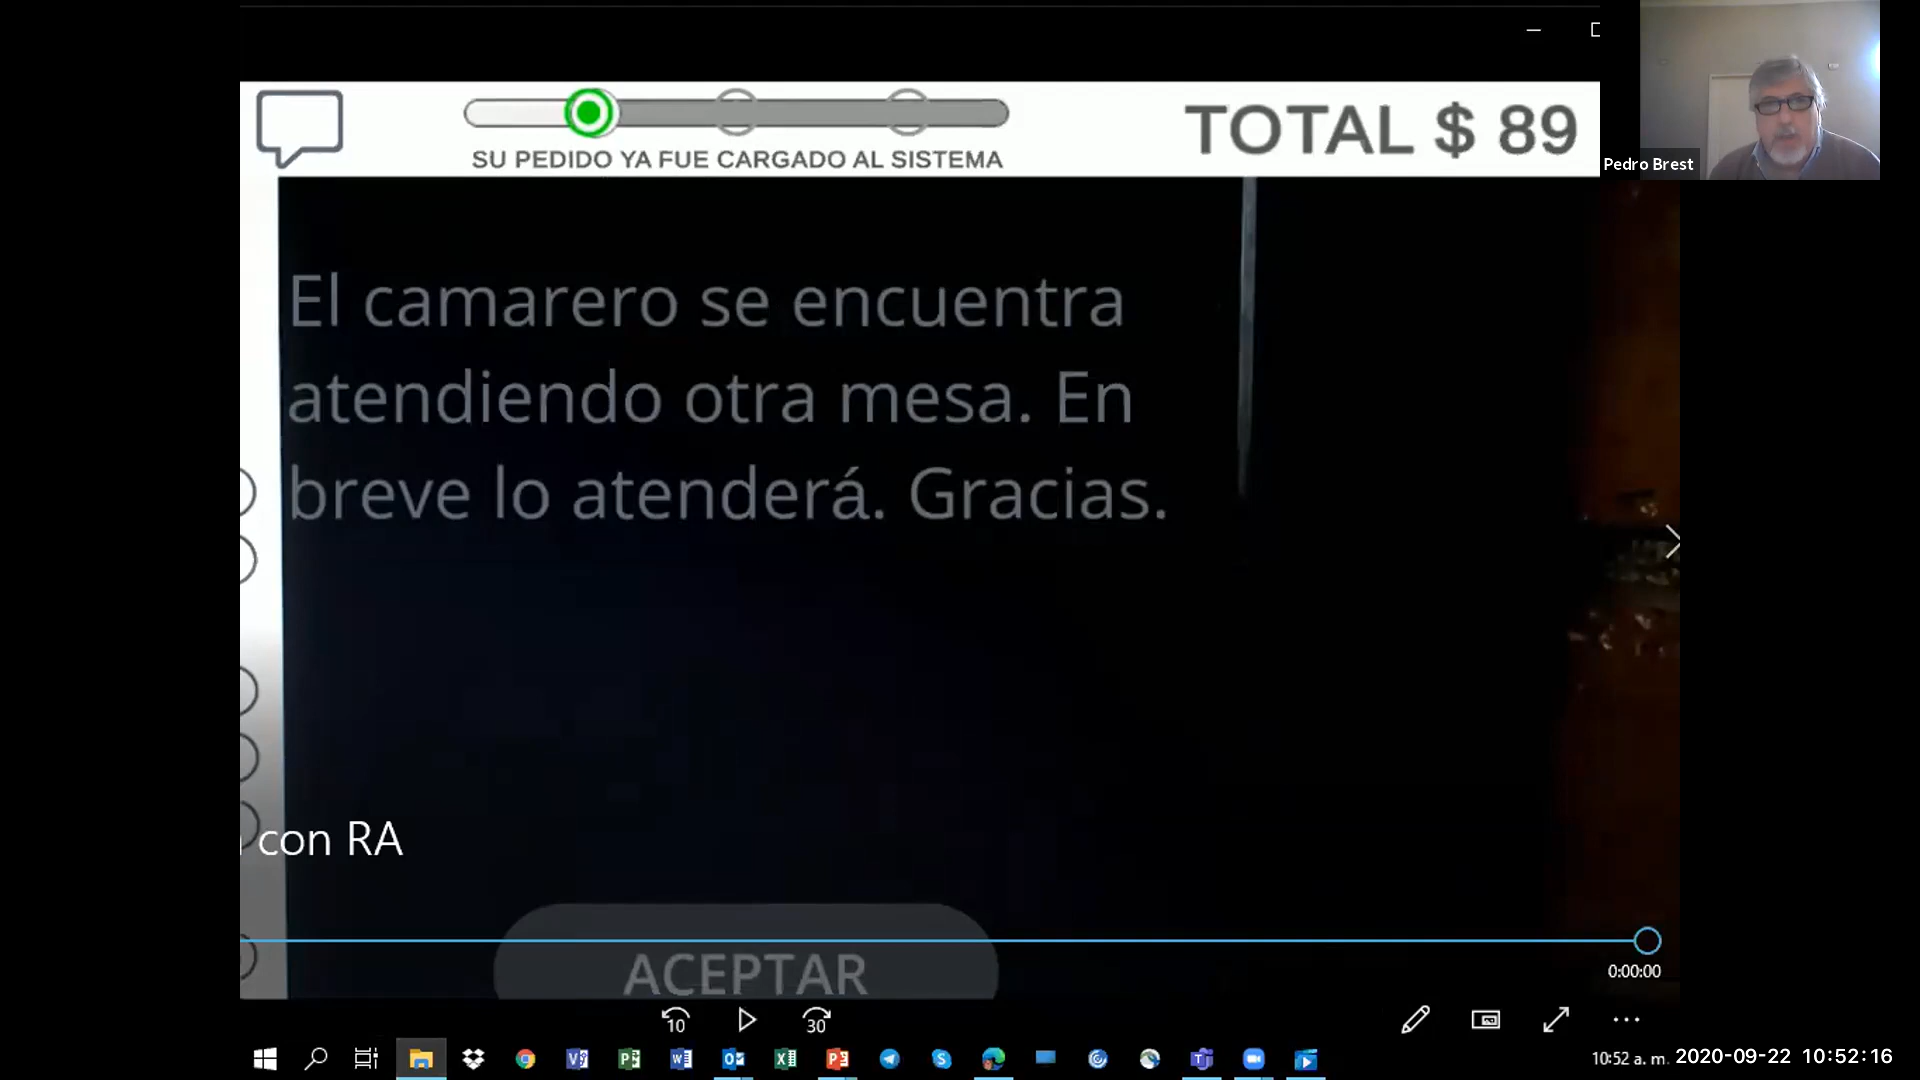 SU PEDIDO YA FUE CARGADO AL SISTEMA
TOTAL $ 89
Pedro Brest
El camarero se encuentra
atendiendo otra mesa. En
breve lo atenderá. Gracias.
con RA
ACEPTAR
0:00:00
10
30
10:52 a. m.
2020-09-22 10:52:16